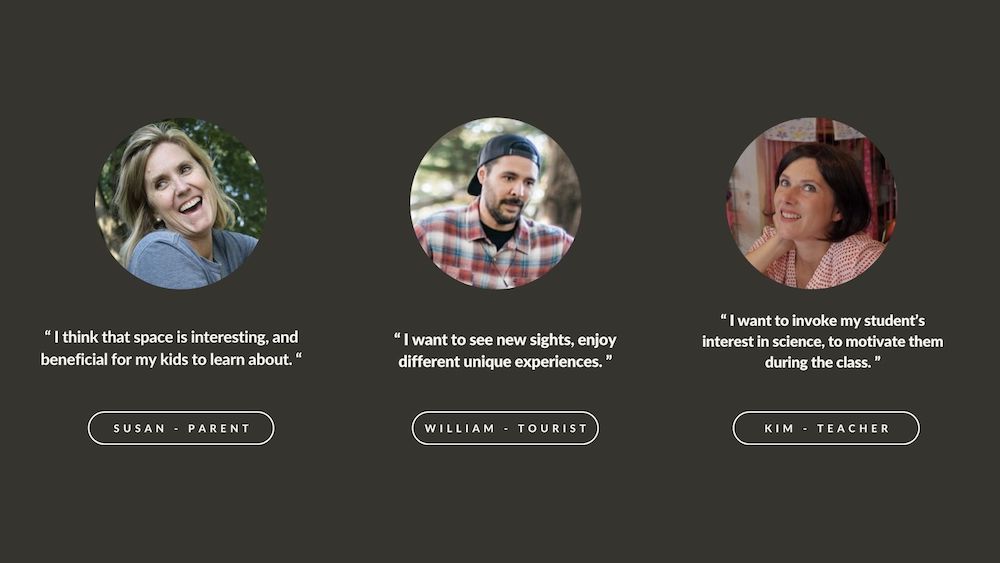 “ I think that space is interesting, and
beneficial for my kids to learn about. “
SUSAN - PARENT
“ I want to see new sights, enjoy
different unique experiences. ”
WILLIAM - TOURIST
“ I want to invoke my student’s
interest in science, to motivate them
during the class. ”
KIM - TEACHER